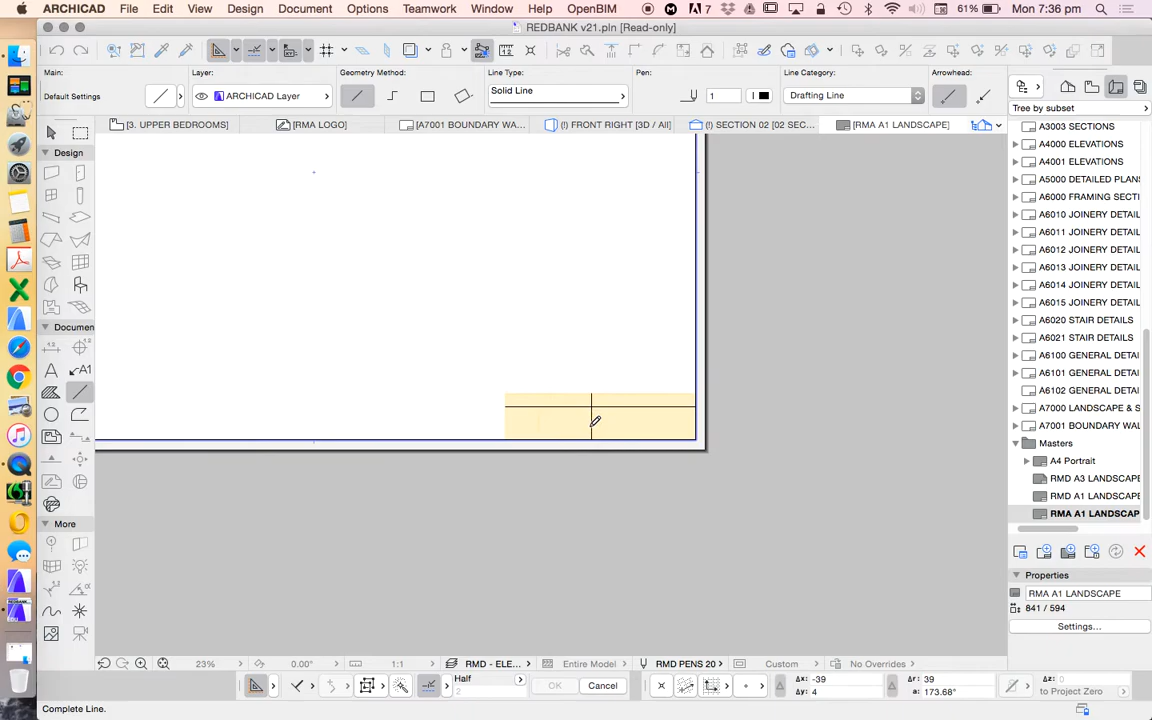 ARCHICAD File Edit View Design Document Options Teamwork Window Help OpenBIM 7 61% Mon 7:36 pm
REDBANK v21.pln [Read-only]
Main: Layer: Geometry Method: Line Type: Pen: Line Category: Arrowhead:
Default Settings ARCHICAD Layer Solid Line 1 Drafting Line
Tree by subset
[3. UPPER BEDROOMS] [RMA LOGO] [A7001 BOUNDARY WA... (!) FRONT RIGHT [3D / All] (!) SECTION 02 [02 SEC... [RMA A1 LANDSCAPE]
Design
Document
A1
More
A3003 SECTIONS
A4000 ELEVATIONS
A4001 ELEVATIONS
A5000 DETAILED PLANS
A6000 FRAMING SECTI
A6010 JOINERY DETAIL
A6011 JOINERY DETAIL
A6012 JOINERY DETAIL
A6013 JOINERY DETAIL
A6014 JOINERY DETAIL
A6015 JOINERY DETAIL
A6020 STAIR DETAILS
A6021 STAIR DETAILS
A6100 GENERAL DETAI
A6101 GENERAL DETAI
A6102 GENERAL DETAI
A7000 LANDSCAPE & S
A7001 BOUNDARY WAL
Masters
A4 Portrait
RMD A3 LANDSCAPE
RMD A1 LANDSCAPE
RMA A1 LANDSCAP
Properties
RMA A1 LANDSCAPE
841 / 594
Settings...
23% 0.00° 1:1 RMD - ELE... Entire Model RMD PENS 20 Custom No Overrides
Half
2
OK Cancel
Δx: -39
Δy: 4
Δr: 39
a: 173.68°
Δz: 0
to Project Zero
Complete Line.